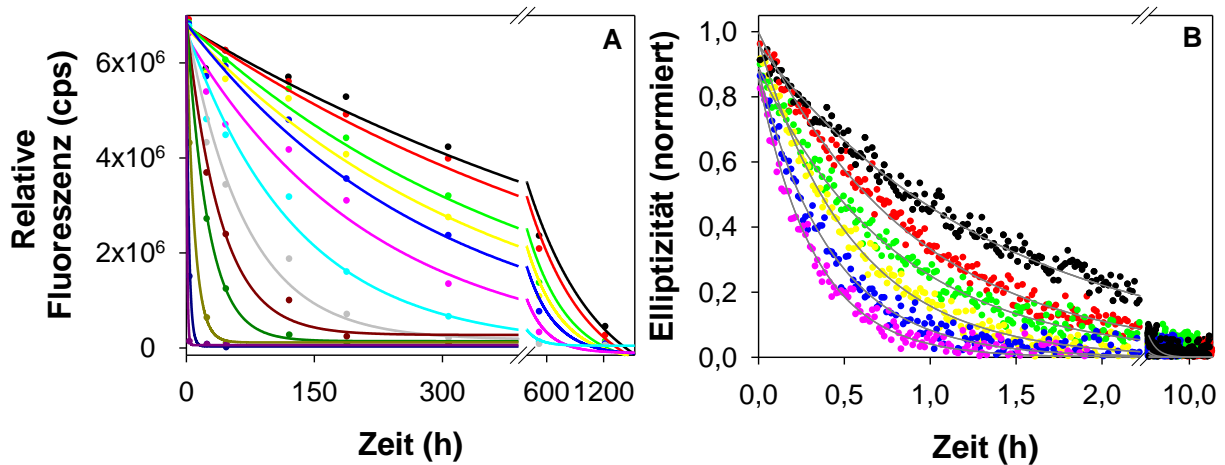 A
Relative
Fluoreszenz (cps)
6x10⁶
4x10⁶
2x10⁶
0
0 150 300 600 1200
Zeit (h)
B
Elliptizität (normiert)
1,0
0,8
0,6
0,4
0,2
0,0
0,0 0,5 1,0 1,5 2,0 10,0
Zeit (h)